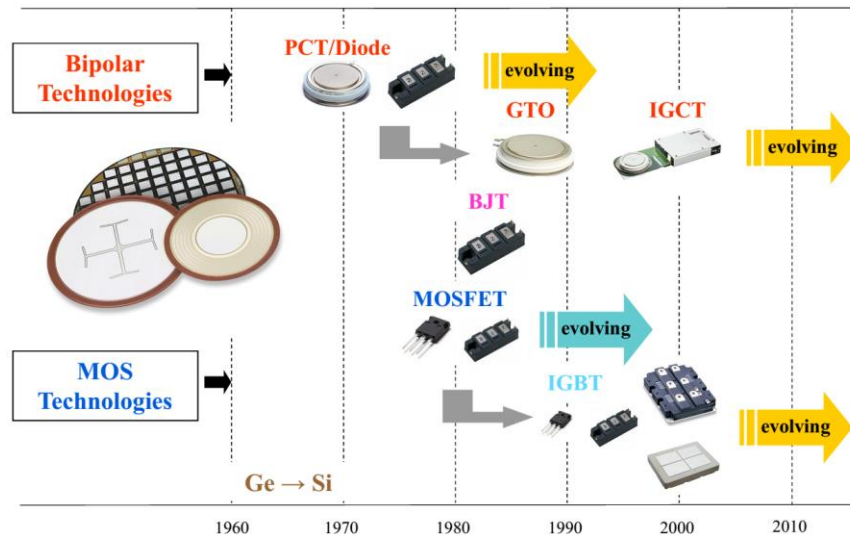 PCT/Diode
Bipolar
Technologies
evolving
GTO
IGCT
evolving
BJT
MOSFET
evolving
MOS
Technologies
IGBT
evolving
Ge → Si
1960 1970 1980 1990 2000 2010